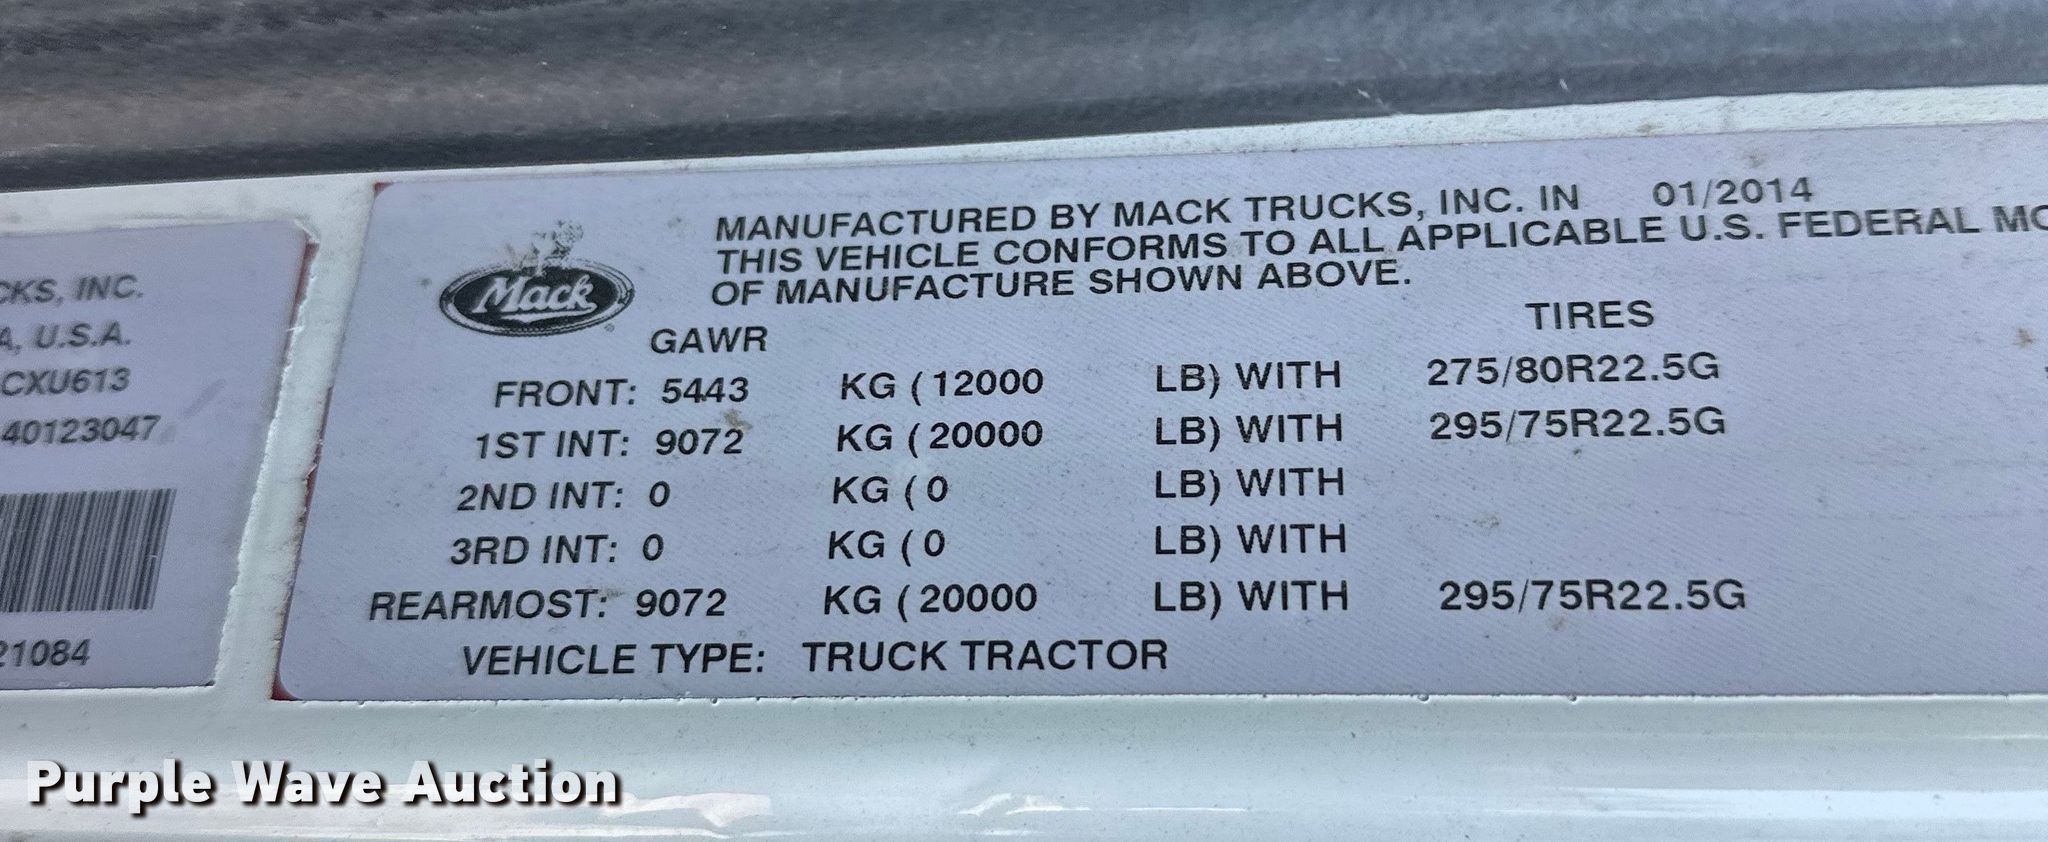 CKS, INC.
A, U.S.A.
CXU613
40123047
21084
Mack
MANUFACTURED BY MACK TRUCKS, INC. IN 01/2014
THIS VEHICLE CONFORMS TO ALL APPLICABLE U.S. FEDERAL MO
OF MANUFACTURE SHOWN ABOVE.
GAWR TIRES
FRONT: 5443 KG (12000 LB) WITH 275/80R22.5G
1ST INT: 9072 KG (20000 LB) WITH 295/75R22.5G
2ND INT: 0 KG (0 LB) WITH
3RD INT: 0 KG (0 LB) WITH
REARMOST: 9072 KG (20000 LB) WITH 295/75R22.5G
VEHICLE TYPE: TRUCK TRACTOR
Purple Wave Auction